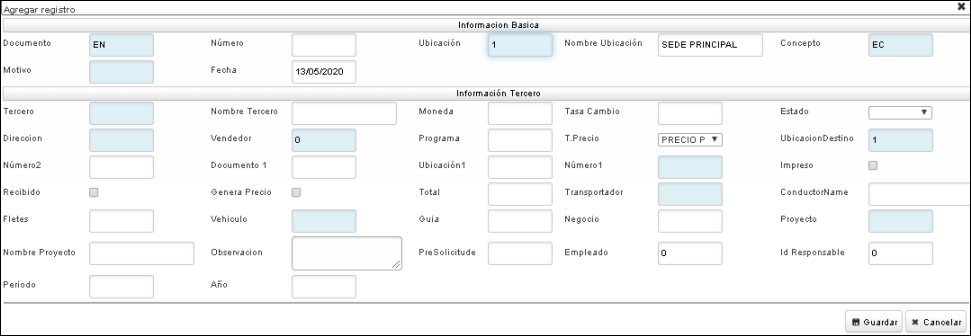 Agregar registro
Informacion Basica
Documento EN Número Ubicación 1 Nombre Ubicación SEDE PRINCIPAL Concepto EC
Motivo Fecha 13/05/2020
Información Tercero
Tercero Nombre Tercero Moneda Tasa Cambio Estado
Direccion Vendedor 0 Programa T.Precio PRECIO P UbicacionDestino 1
Número2 Documento 1 Ubicación1 Número1 Impreso
Recibido Genera Precio Total Transportador ConductorName
Fletes Vehiculo Guia Negocio Proyecto
Nombre Proyecto Observacion PreSolicitude Empleado 0 Id Responsable 0
Periodo Año
Guardar Cancelar